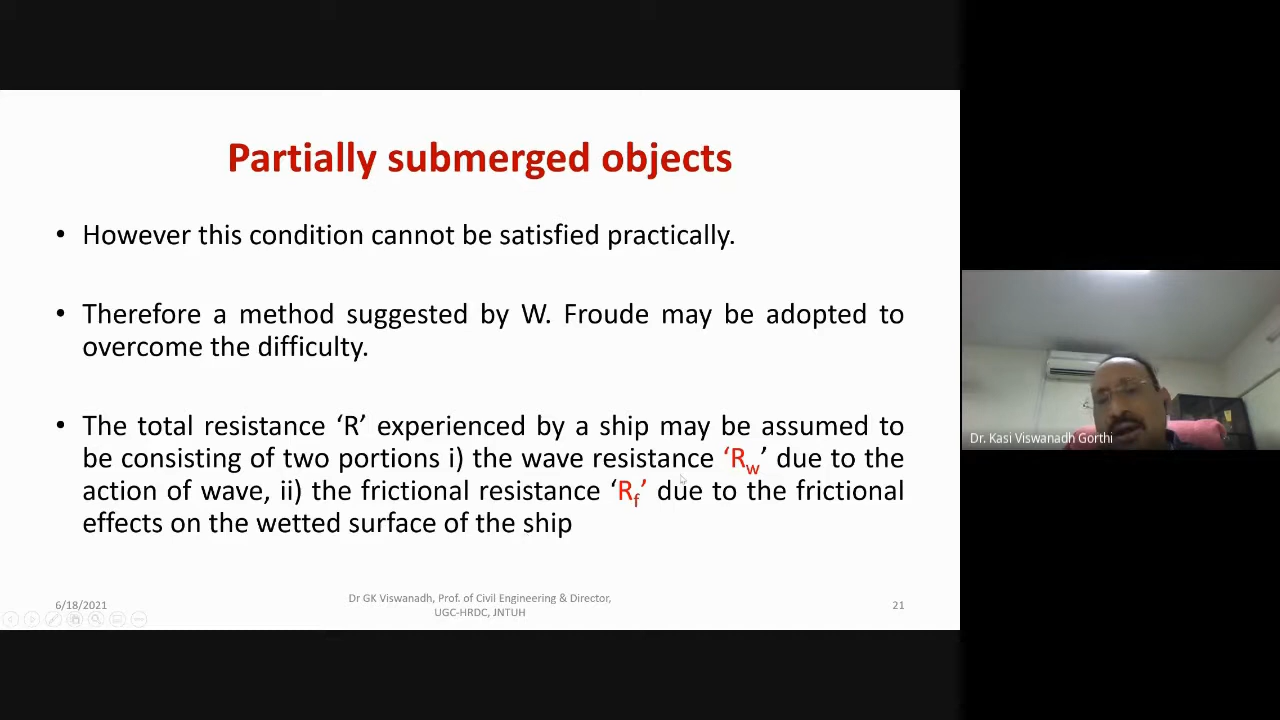 Partially submerged objects
• However this condition cannot be satisfied practically.
• Therefore a method suggested by W. Froude may be adopted to
overcome the difficulty.
• The total resistance ‘R’ experienced by a ship may be assumed to
be consisting of two portions i) the wave resistance ‘Rw’ due to the
action of wave, ii) the frictional resistance ‘Rf’ due to the frictional
effects on the wetted surface of the ship
6/18/2021
Dr GK Viswanadh, Prof. of Civil Engineering & Director,
UGC-HRDC, JNTUH
21
Dr. Kasi Viswanadh Gorthi